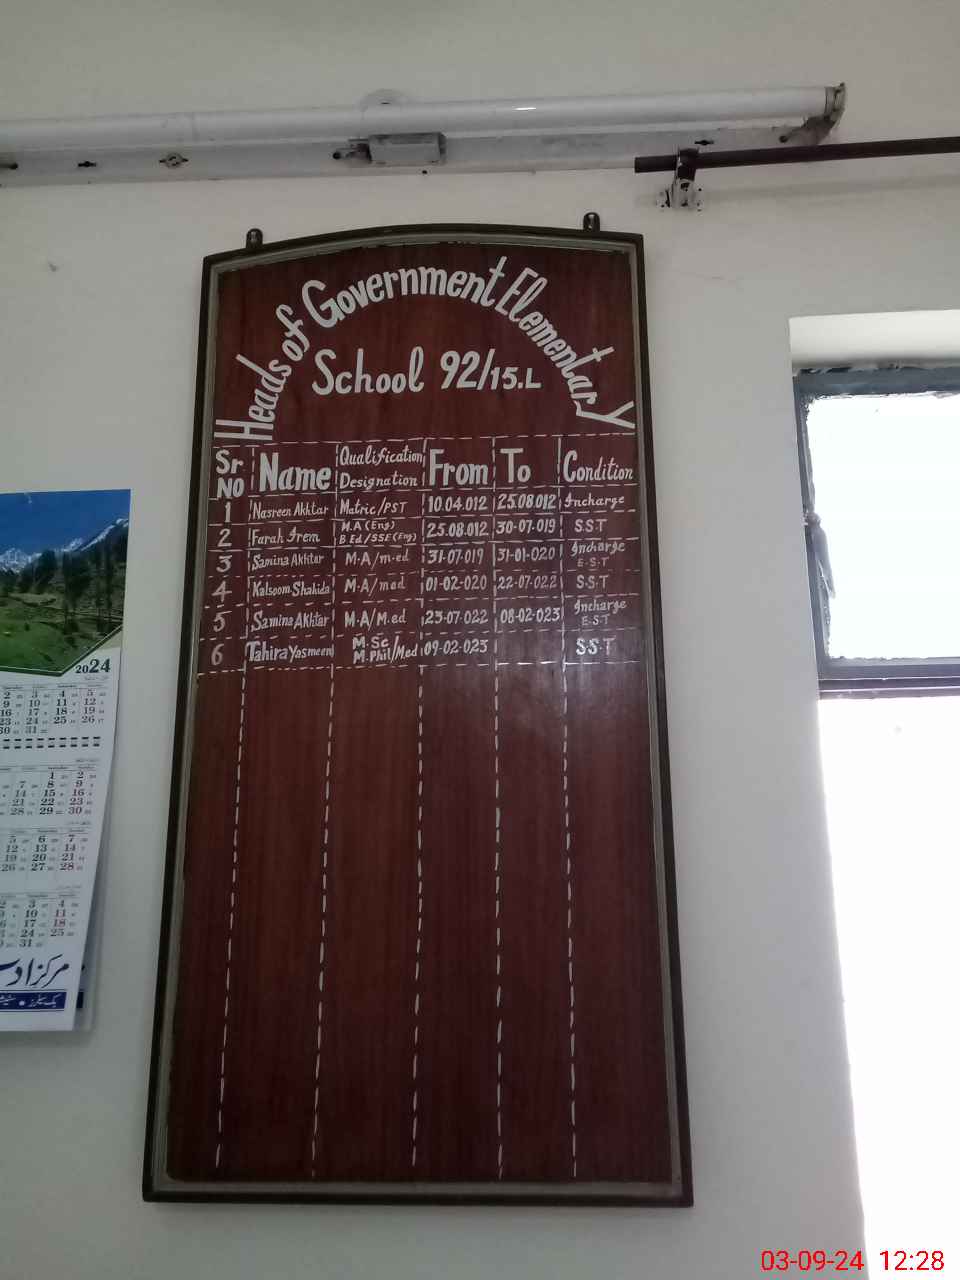 Heads of Government Elementary
School 92/15.L
Sr No Name Qualification Designation From To Condition
1 Nasreen Akhtar Matric/PST 10.04.012 25.08.012 Incharge
2 Farah Irem M.A (Eng) B.Ed/SSE (Eng) 25.08.012 30-07.019 S.S.T
3 Samina Akhtar M.A/m.ed 31-07-019 31-01-020 Incharge E.S.T
4 Kalsoom Shahida M.A/med 01-02-020 22-07-022 S.S.T
5 Samina Akhtar M.A/M.ed 23-07.022 08-02-023 Incharge E.S.T
6 Tahira Yasmeen M.Sc M.Phil/M.ed 09-02-023 S.S.T
2024
مرکز ادب
03-09-24 12:28